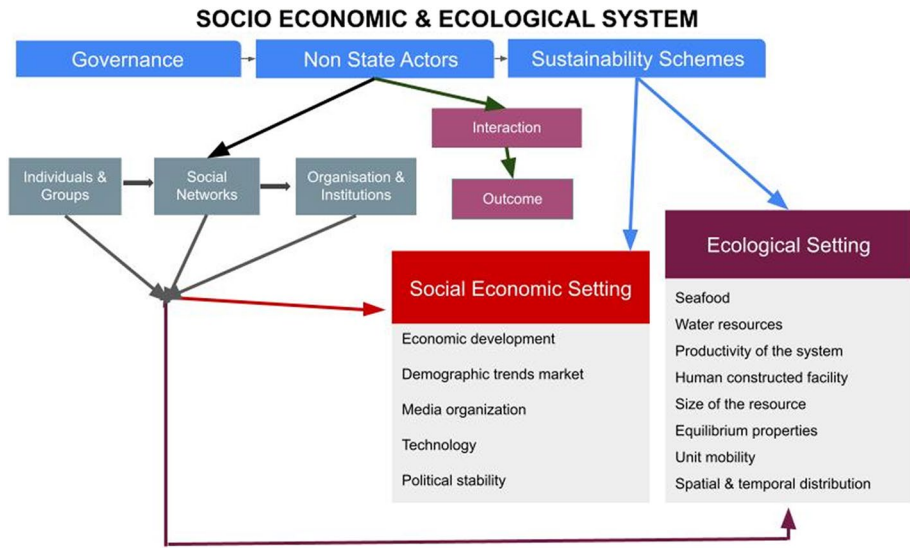 SOCIO ECONOMIC & ECOLOGICAL SYSTEM
Governance
Non State Actors
Sustainability Schemes
Interaction
Individuals &
Groups
Social
Networks
Organisation &
Institutions
Outcome
Social Economic Setting
Economic development
Demographic trends market
Media organization
Technology
Political stability
Ecological Setting
Seafood
Water resources
Productivity of the system
Human constructed facility
Size of the resource
Equilibrium properties
Unit mobility
Spatial & temporal distribution